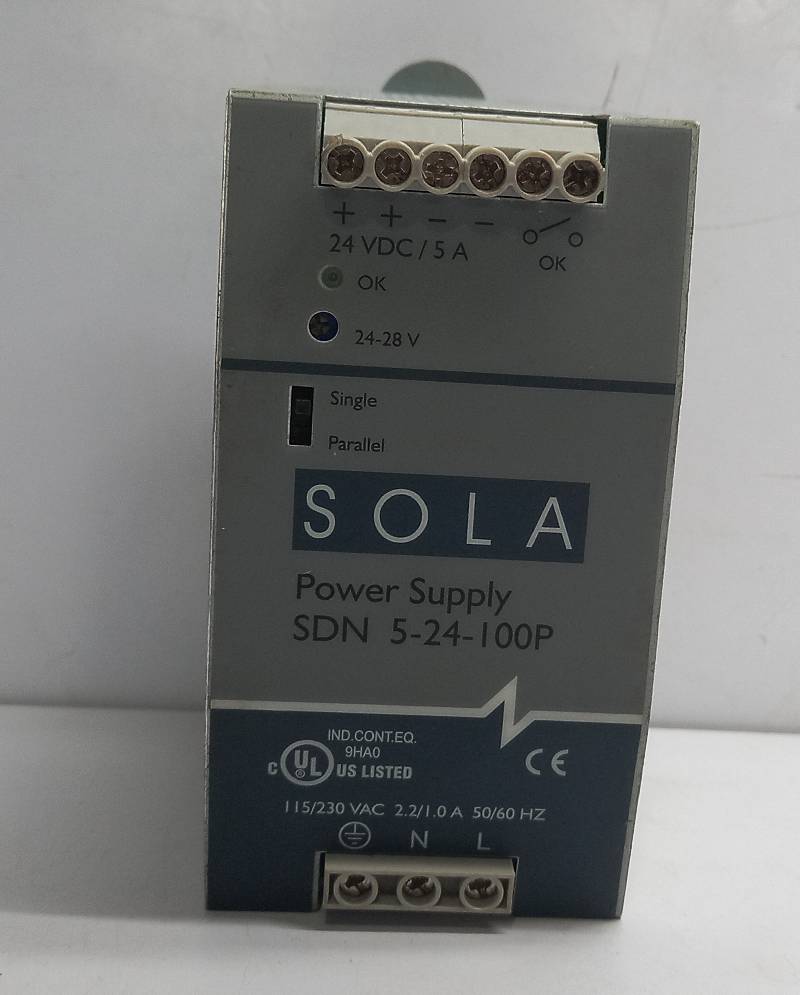 + + − −
24 VDC / 5 A
OK
OK
24-28 V
Single
Parallel
SOLA
Power Supply
SDN 5-24-100P
IND.CONT.EQ.
9HA0
C UL ® US LISTED
CE
115/230 VAC 2.2/1.0 A 50/60 HZ
N L